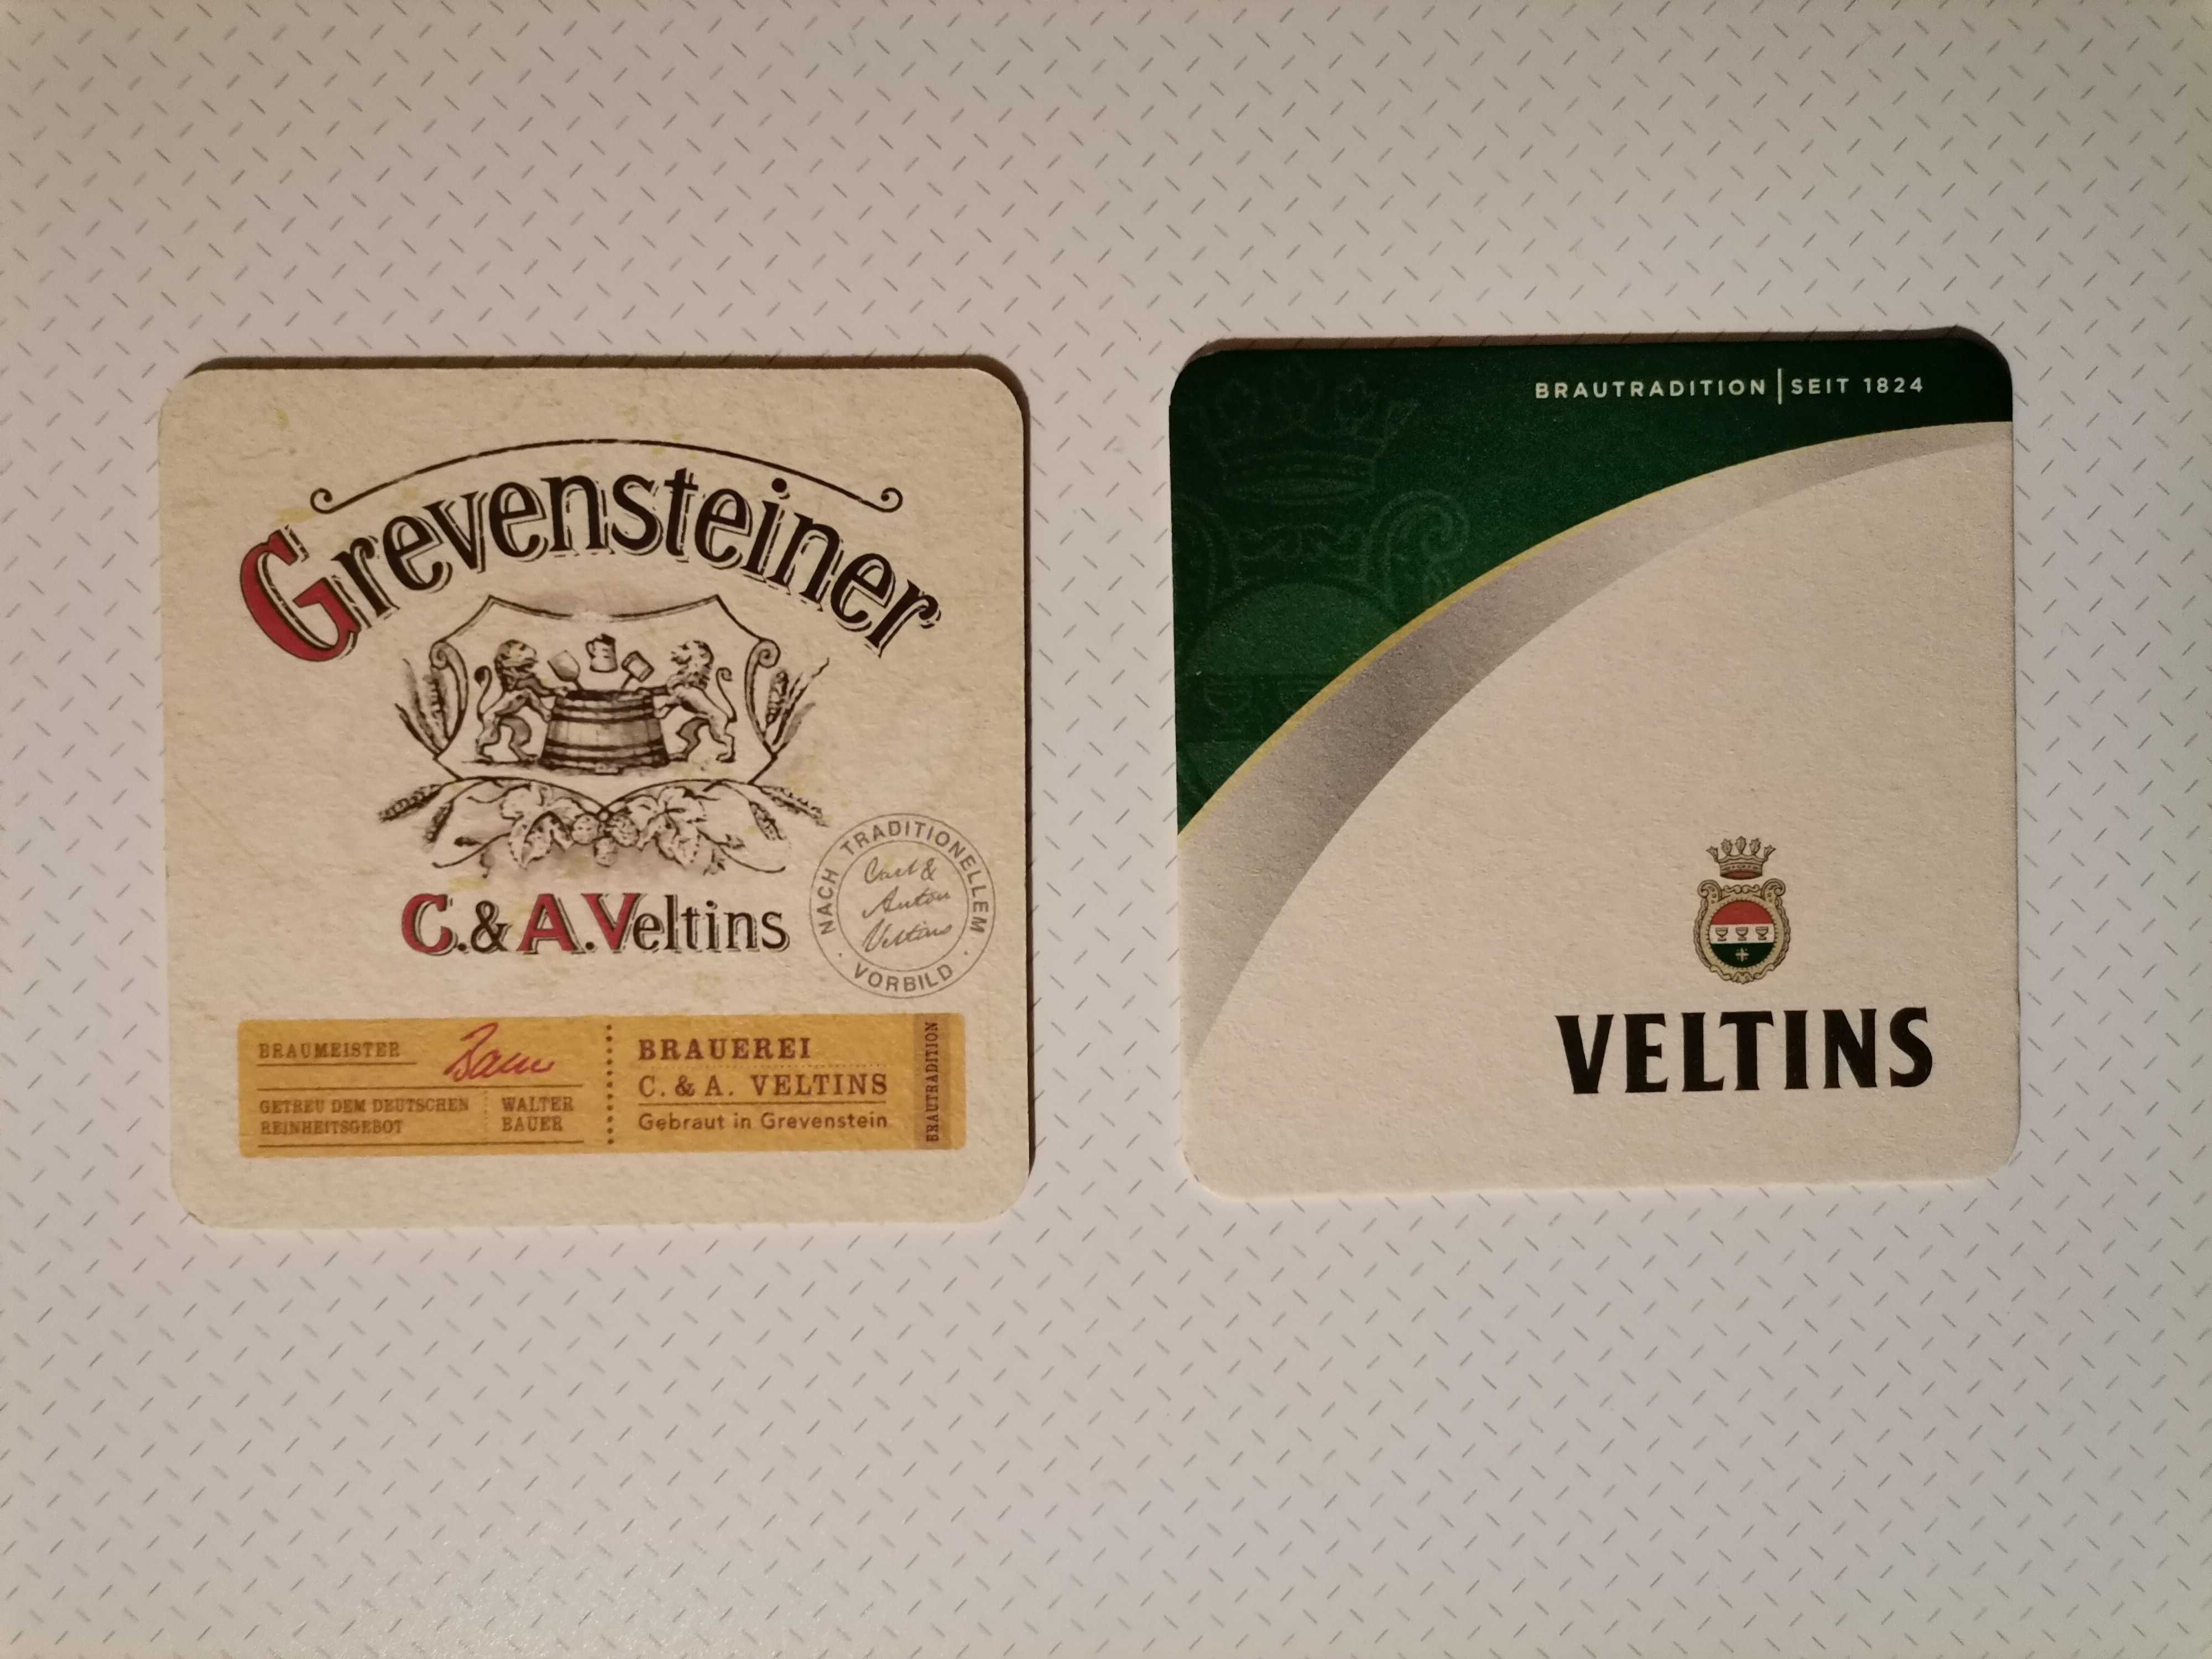 Grevensteiner
C.&A.Veltins
NACH TRADITIONELLEM
Carl &
Anton
Veltins
· VORBILD ·
BRAUMEISTER
GETREU DEM DEUTSCHEN
REINHEITSGEBOT
WALTER
BAUER
BRAUEREI
C. & A. VELTINS
Gebraut in Grevenstein
BRAUTRADITION
BRAUTRADITION | SEIT 1824
VELTINS